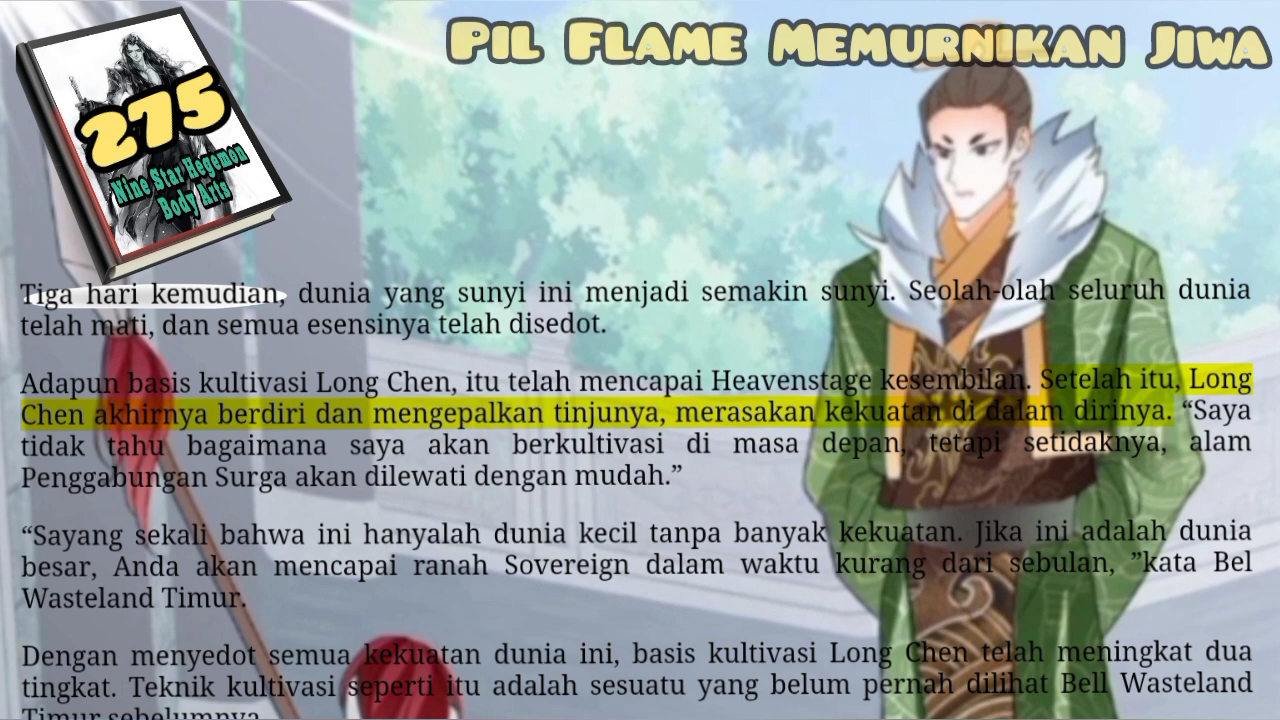 Pil Flame Memurnikan Jiwa
275
Nine Star Hegemon
Body Arts
Tiga hari kemudian, dunia yang sunyi ini menjadi semakin sunyi. Seolah-olah seluruh dunia
telah mati, dan semua esensinya telah disedot.
Adapun basis kultivasi Long Chen, itu telah mencapai Heavenstage kesembilan. Setelah itu, Long
Chen akhirnya berdiri dan mengepalkan tinjunya, merasakan kekuatan di dalam dirinya. “Saya
tidak tahu bagaimana saya akan berkultivasi di masa depan, tetapi setidaknya, alam
Penggabungan Surga akan dilewati dengan mudah.”
“Sayang sekali bahwa ini hanyalah dunia kecil tanpa banyak kekuatan. Jika ini adalah dunia
besar, Anda akan mencapai ranah Sovereign dalam waktu kurang dari sebulan, ”kata Bel
Wasteland Timur.
Dengan menyedot semua kekuatan dunia ini, basis kultivasi Long Chen telah meningkat dua
tingkat. Teknik kultivasi seperti itu adalah sesuatu yang belum pernah dilihat Bell Wasteland
Timur sebelumnya.